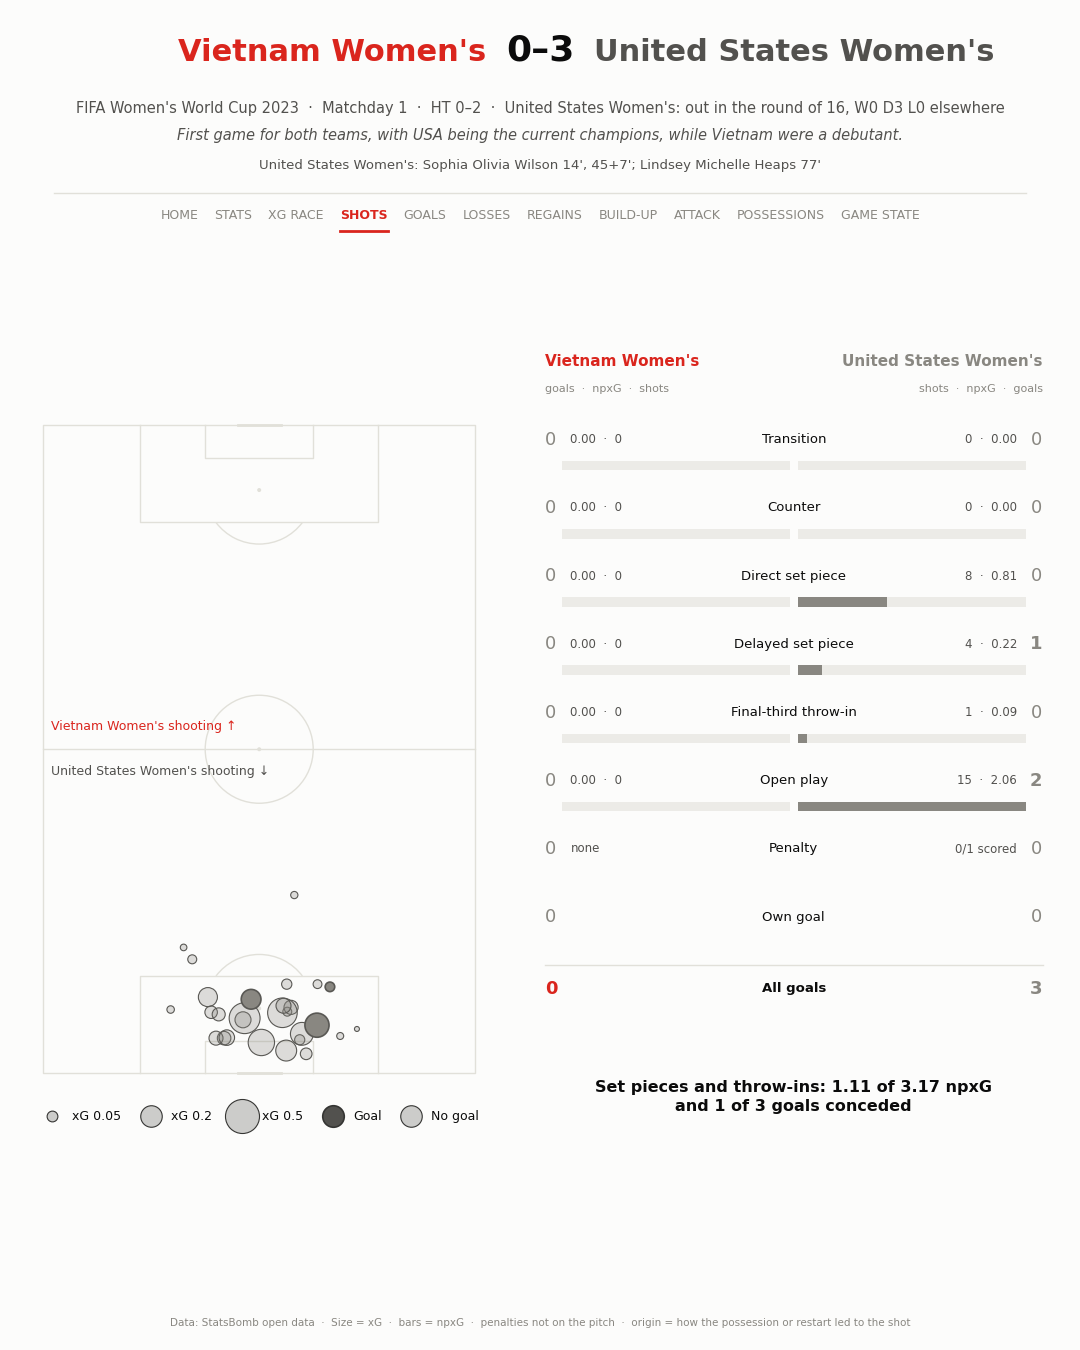 Vietnam Women's 0–3 United States Women's
FIFA Women's World Cup 2023 · Matchday 1 · HT 0–2 · United States Women's: out in the round of 16, W0 D3 L0 elsewhere
First game for both teams, with USA being the current champions, while Vietnam were a debutant.
United States Women's: Sophia Olivia Wilson 14', 45+7'; Lindsey Michelle Heaps 77'
HOME STATS XG RACE SHOTS GOALS LOSSES REGAINS BUILD-UP ATTACK POSSESSIONS GAME STATE
Vietnam Women's United States Women's
goals · npxG · shots shots · npxG · goals
0 0.00 · 0 Transition 0 · 0.00 0
0 0.00 · 0 Counter 0 · 0.00 0
0 0.00 · 0 Direct set piece 8 · 0.81 0
0 0.00 · 0 Delayed set piece 4 · 0.22 1
0 0.00 · 0 Final-third throw-in 1 · 0.09 0
0 0.00 · 0 Open play 15 · 2.06 2
0 none Penalty 0/1 scored 0
0 Own goal 0
0 All goals 3
Set pieces and throw-ins: 1.11 of 3.17 npxG
and 1 of 3 goals conceded
Vietnam Women's shooting ↑
United States Women's shooting ↓
xG 0.05 xG 0.2 xG 0.5 Goal No goal
Data: StatsBomb open data · Size = xG · bars = npxG · penalties not on the pitch · origin = how the possession or restart led to the shot